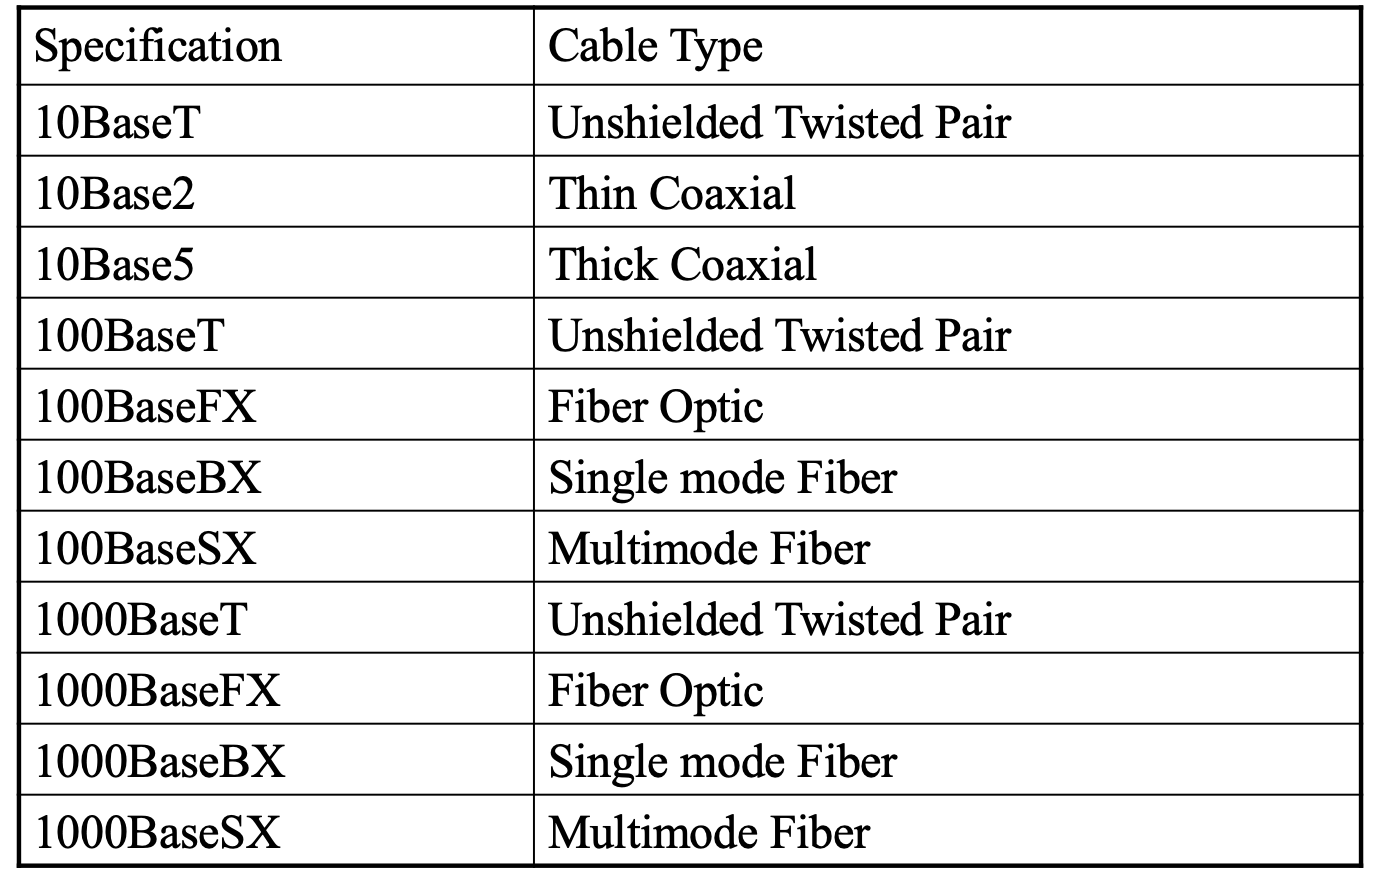 Specification Cable Type
10BaseT Unshielded Twisted Pair
10Base2 Thin Coaxial
10Base5 Thick Coaxial
100BaseT Unshielded Twisted Pair
100BaseFX Fiber Optic
100BaseBX Single mode Fiber
100BaseSX Multimode Fiber
1000BaseT Unshielded Twisted Pair
1000BaseFX Fiber Optic
1000BaseBX Single mode Fiber
1000BaseSX Multimode Fiber